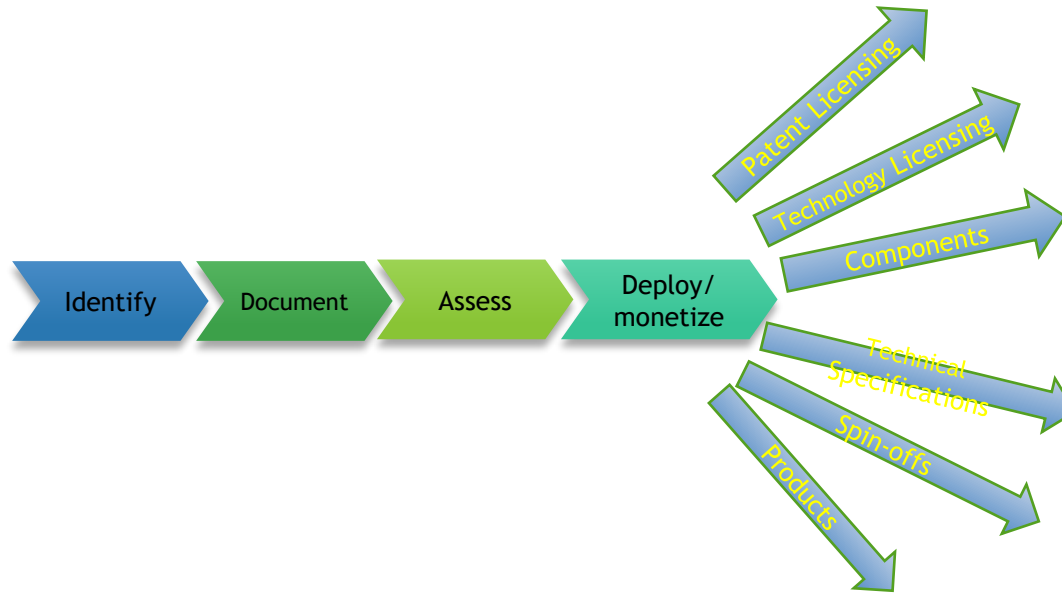 Identify
Document
Assess
Deploy/
monetize
Patent Licensing
Technology Licensing
Components
Technical
Specifications
Spin-offs
Products